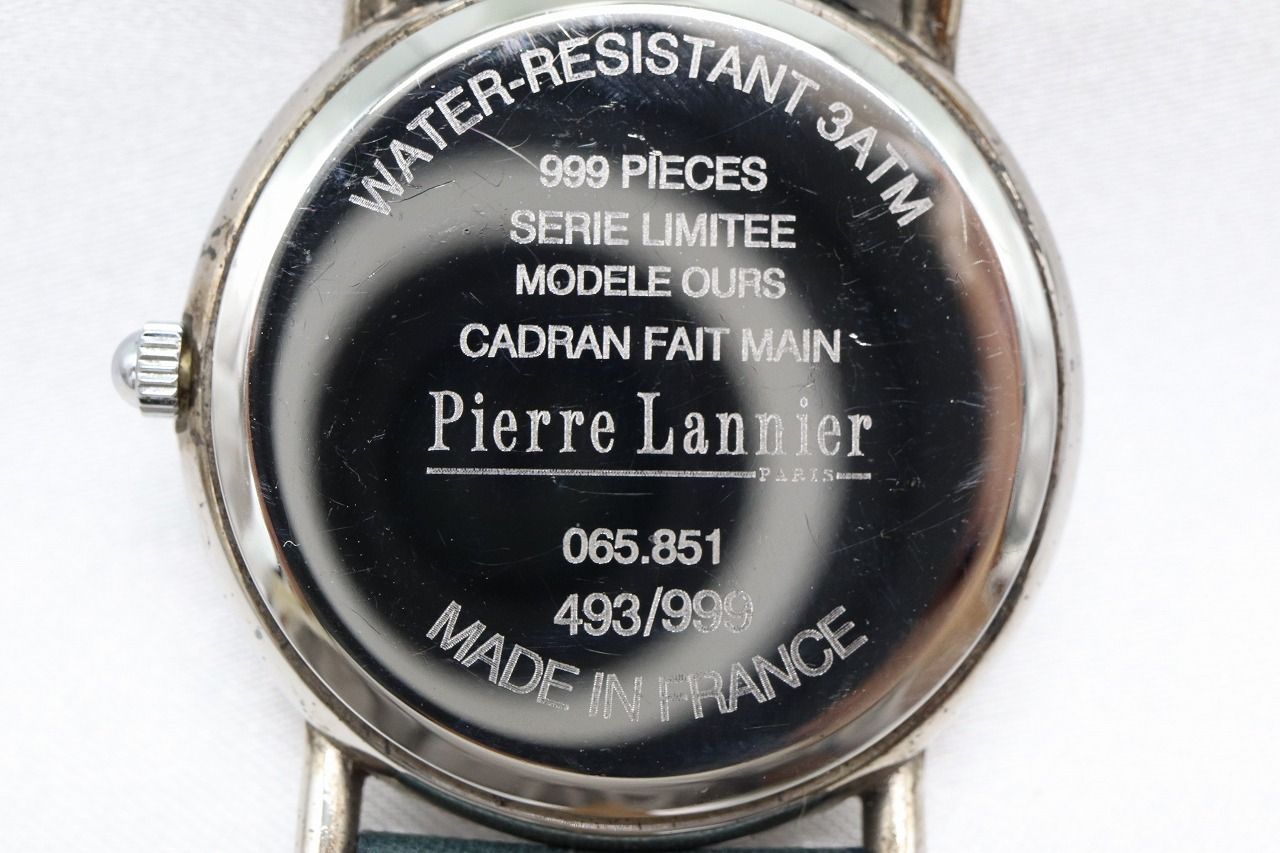 WATER-RESISTANT 3ATM
999 PIECES
SERIE LIMITEE
MODELE OURS
CADRAN FAIT MAIN
Pierre Lannier
PARIS
065.851
493/999
MADE IN FRANCE